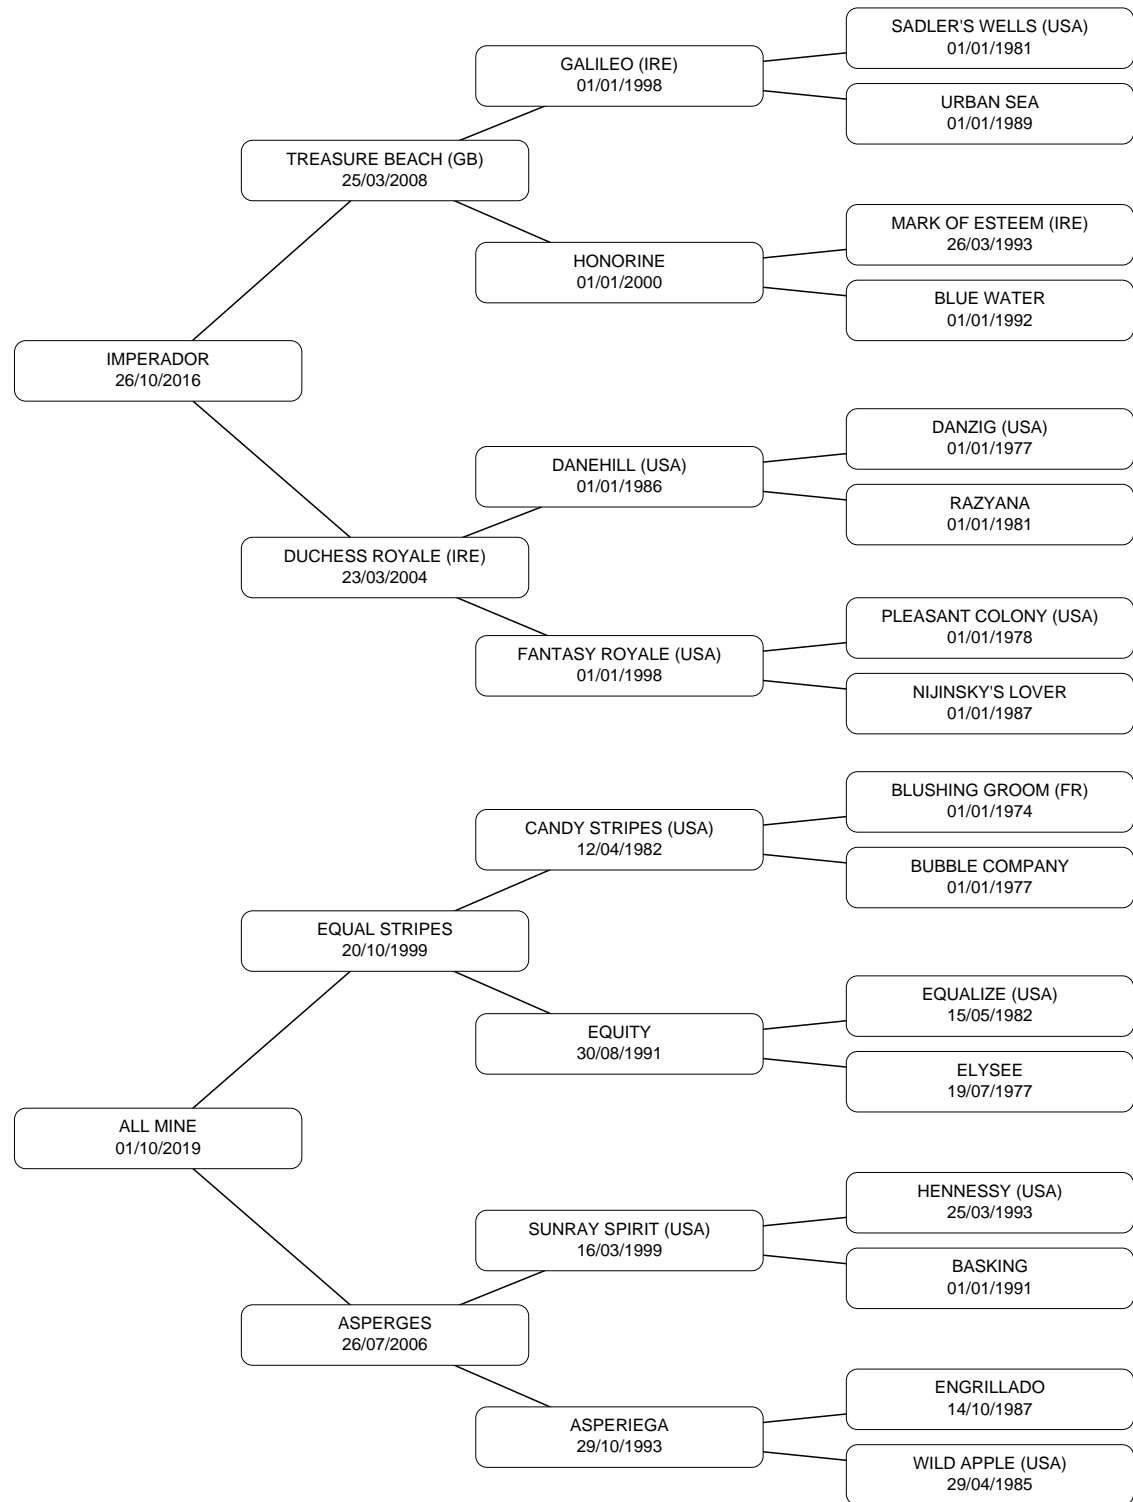 SADLER'S WELLS (USA)
01/01/1981
GALILEO (IRE)
01/01/1998
URBAN SEA
01/01/1989
TREASURE BEACH (GB)
25/03/2008
MARK OF ESTEEM (IRE)
26/03/1993
HONORINE
01/01/2000
BLUE WATER
01/01/1992
IMPERADOR
26/10/2016
DANZIG (USA)
01/01/1977
DANEHILL (USA)
01/01/1986
RAZYANA
01/01/1981
DUCHESS ROYALE (IRE)
23/03/2004
PLEASANT COLONY (USA)
01/01/1978
FANTASY ROYALE (USA)
01/01/1998
NIJINSKY'S LOVER
01/01/1987
BLUSHING GROOM (FR)
01/01/1974
CANDY STRIPES (USA)
12/04/1982
BUBBLE COMPANY
01/01/1977
EQUAL STRIPES
20/10/1999
EQUALIZE (USA)
15/05/1982
EQUITY
30/08/1991
ELYSEE
19/07/1977
ALL MINE
01/10/2019
HENNESSY (USA)
25/03/1993
SUNRAY SPIRIT (USA)
16/03/1999
BASKING
01/01/1991
ASPERGES
26/07/2006
ENGRILLADO
14/10/1987
ASPERIEGA
29/10/1993
WILD APPLE (USA)
29/04/1985